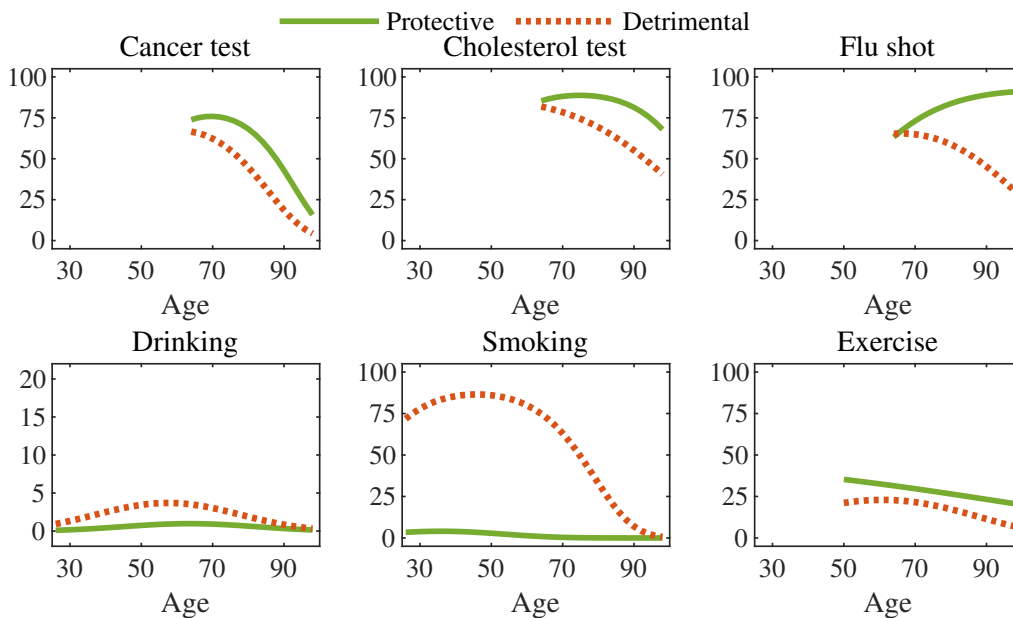 Protective Detrimental
Cancer test Cholesterol test Flu shot
100 100 100
75 75 75
50 50 50
25 25 25
0 0 0
30 50 70 90 30 50 70 90 30 50 70 90
Age Age Age
Drinking Smoking Exercise
20 100 100
15 75 75
10 50 50
5 25 25
0 0 0
30 50 70 90 30 50 70 90 30 50 70 90
Age Age Age